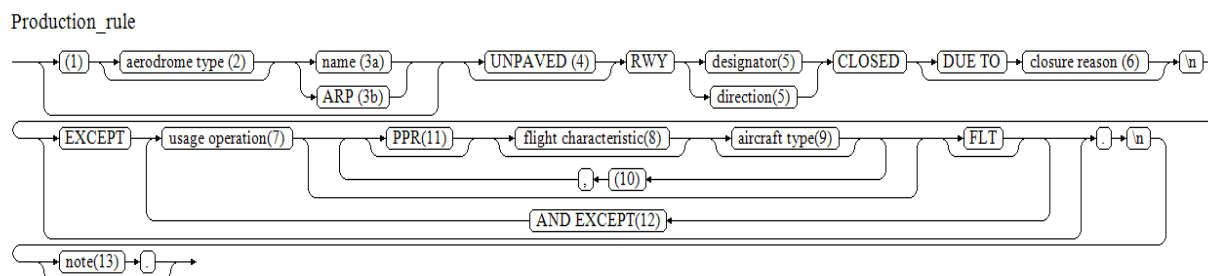 Production_rule
(1) aerodrome type (2) name (3a) UNPAVED (4) RWY designator(5) CLOSED DUE TO closure reason (6) \n
ARP (3b) direction(5)
EXCEPT usage operation(7) PPR(11) flight characteristic(8) aircraft type(9) FLT . \n
, (10)
AND EXCEPT(12)
note(13) .